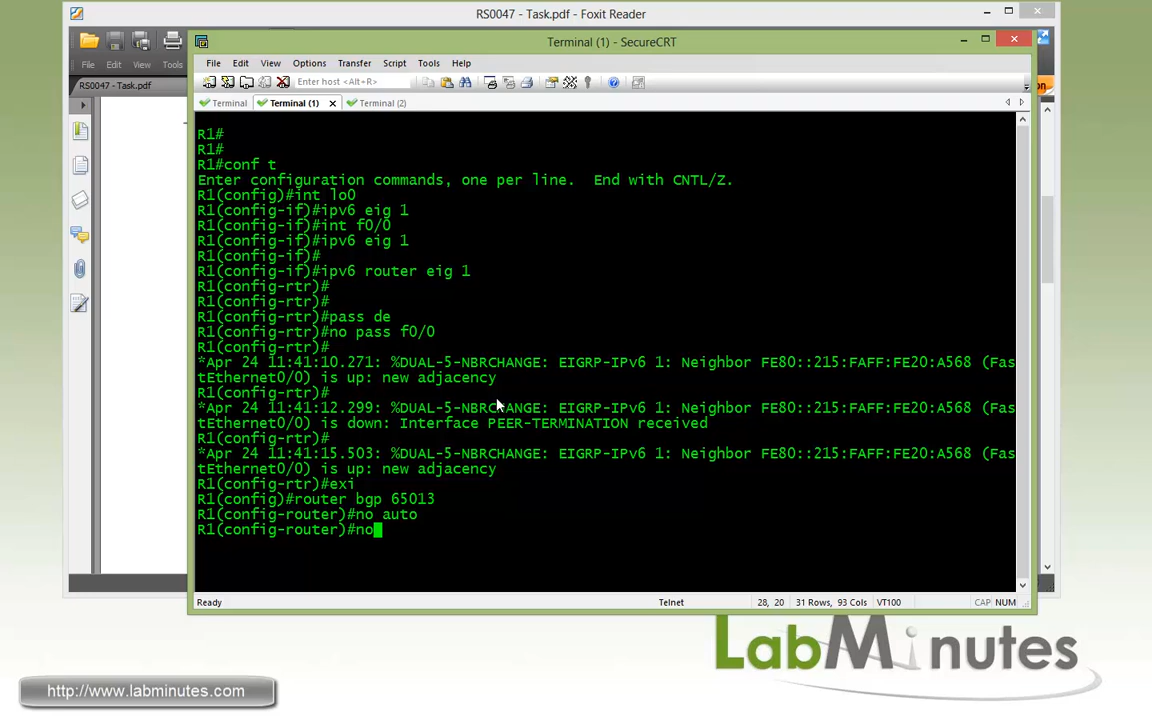 RS0047 - Task.pdf - Foxit Reader
Terminal (1) - SecureCRT
File Edit View Tools
File Edit View Options Transfer Script Tools Help
Enter host <Alt+R>
RS0047 - Task.pdf
Terminal Terminal (1) Terminal (2)
on
R1#
R1#
R1#conf t
Enter configuration commands, one per line.  End with CNTL/Z.
R1(config)#int lo0
R1(config-if)#ipv6 eig 1
R1(config-if)#int f0/0
R1(config-if)#ipv6 eig 1
R1(config-if)#
R1(config-if)#ipv6 router eig 1
R1(config-rtr)#
R1(config-rtr)#
R1(config-rtr)#pass de
R1(config-rtr)#no pass f0/0
R1(config-rtr)#
*Apr 24 11:41:10.271: %DUAL-5-NBRCHANGE: EIGRP-IPv6 1: Neighbor FE80::215:FAFF:FE20:A568 (Fas
tEthernet0/0) is up: new adjacency
R1(config-rtr)#
*Apr 24 11:41:12.299: %DUAL-5-NBRCHANGE: EIGRP-IPv6 1: Neighbor FE80::215:FAFF:FE20:A568 (Fas
tEthernet0/0) is down: Interface PEER-TERMINATION received
R1(config-rtr)#
*Apr 24 11:41:15.503: %DUAL-5-NBRCHANGE: EIGRP-IPv6 1: Neighbor FE80::215:FAFF:FE20:A568 (Fas
tEthernet0/0) is up: new adjacency
R1(config-rtr)#exi
R1(config)#router bgp 65013
R1(config-router)#no auto
R1(config-router)#no
Ready Telnet 28, 20 31 Rows, 93 Cols VT100 CAP NUM
LabMinutes
http://www.labminutes.com